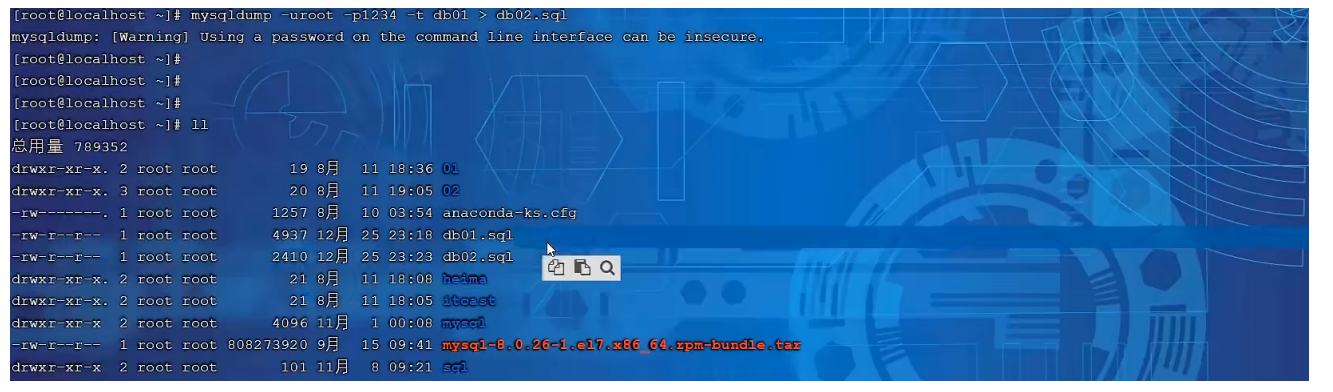 [root@localhost ~]# mysqldump -uroot -p1234 -t db01 > db02.sql
mysqldump: [Warning] Using a password on the command line interface can be insecure.
[root@localhost ~]#
[root@localhost ~]#
[root@localhost ~]#
[root@localhost ~]# ll
总用量 789352
drwxr-xr-x. 2 root root 19 8月 11 18:36 01
drwxr-xr-x. 3 root root 20 8月 11 19:05 02
-rw-------. 1 root root 1257 8月 10 03:54 anaconda-ks.cfg
-rw-r--r-- 1 root root 4937 12月 25 23:18 db01.sql
-rw-r--r-- 1 root root 2410 12月 25 23:23 db02.sql
drwxr-xr-x. 2 root root 21 8月 11 18:08 heima
drwxr-xr-x. 2 root root 21 8月 11 18:05 itcast
drwxr-xr-x 2 root root 4096 11月 1 00:08 mysql
-rw-r--r-- 1 root root 808273920 9月 15 09:41 mysql-8.0.26-1.el7.x86_64.rpm-bundle.tar
drwxr-xr-x 2 root root 101 11月 8 09:21 sql